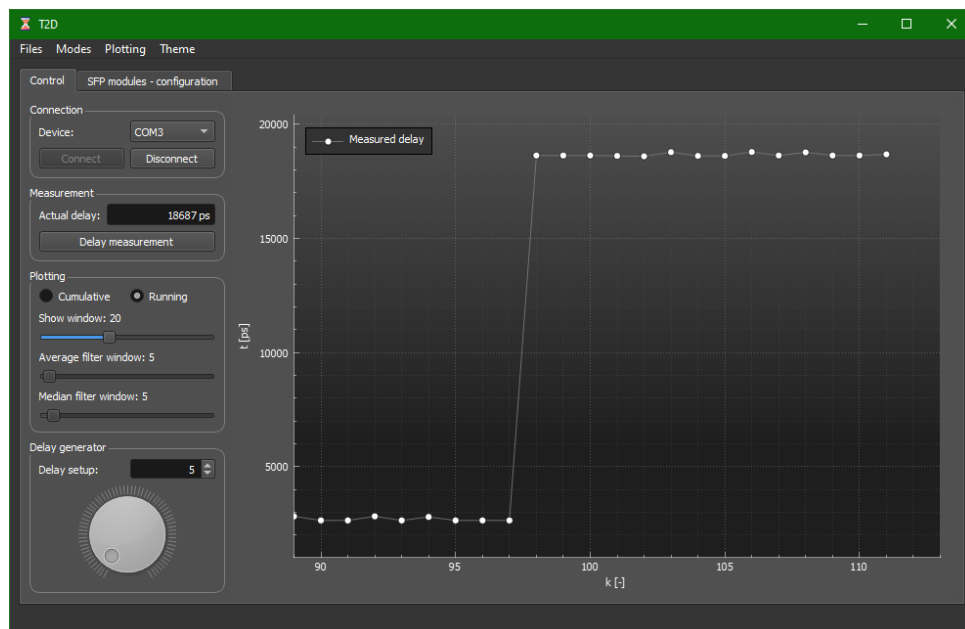 T2D
Files Modes Plotting Theme
Control SFP modules - configuration
Connection
Device: COM3
Connect Disconnect
Measurement
Actual delay: 18687 ps
Delay measurement
Plotting
Cumulative Running
Show window: 20
Average filter window: 5
Median filter window: 5
Delay generator
Delay setup: 5
Measured delay
20000
15000
10000
5000
t [ps]
90 95 100 105 110
k [-]